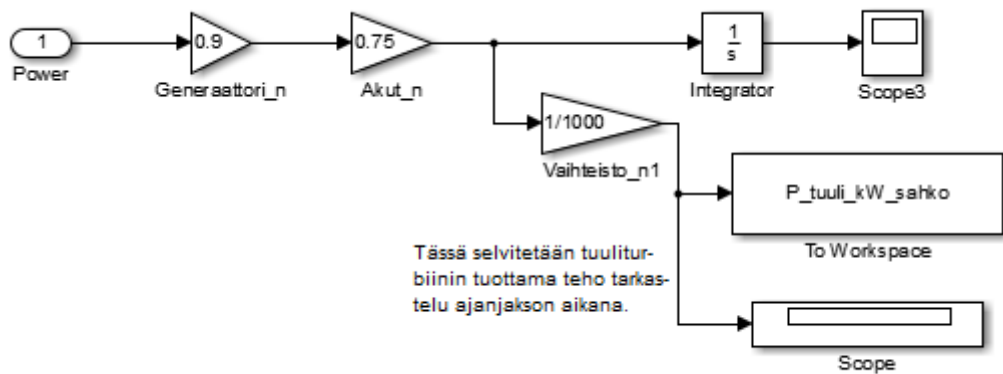 1
Power
0.9
Generaattori_n
0.75
Akut_n
1
s
Integrator
Scope3
1/1000
Vaihteisto_n1
P_tuuli_kW_sahko
To Workspace
Tässä selvitetään tuulitur-
biinin tuottama teho tarkas-
telu ajanjakson aikana.
Scope